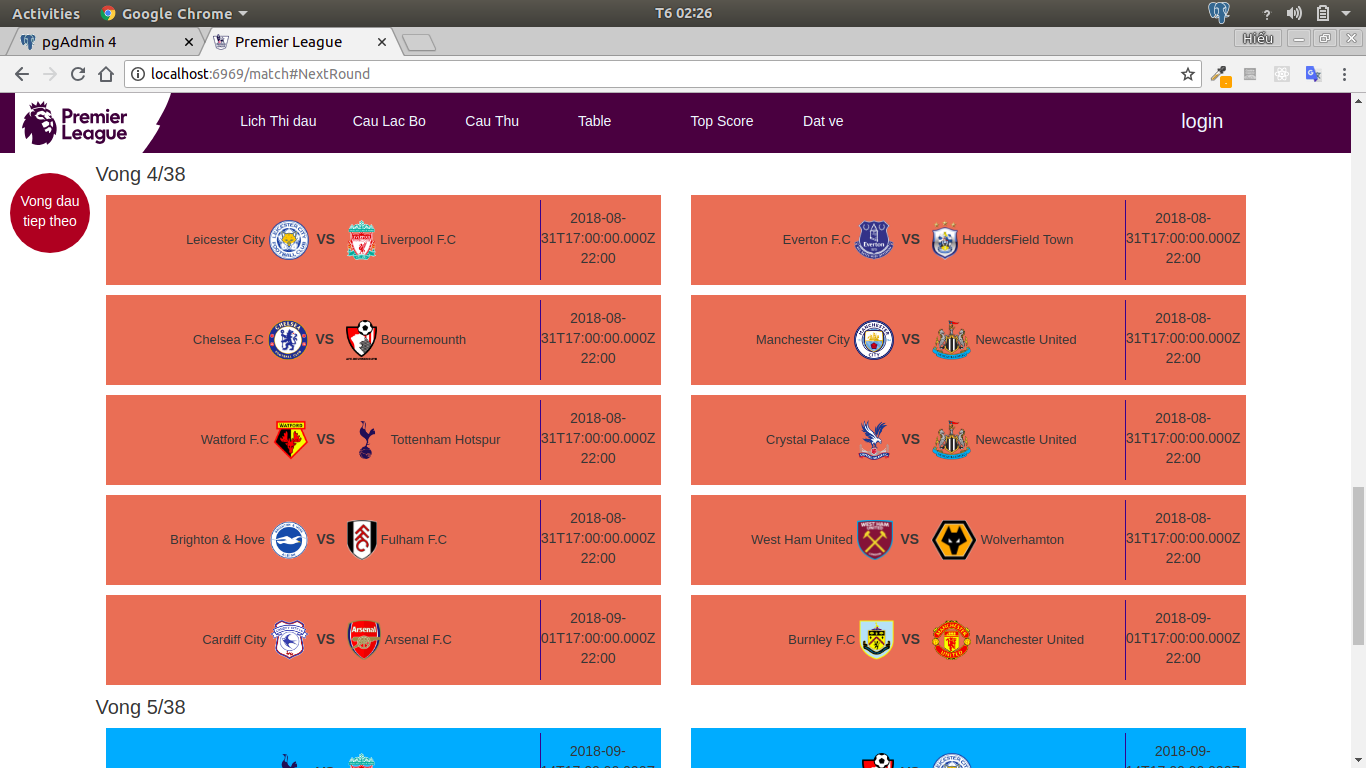 Activities Google Chrome T6 02:26 ?
pgAdmin 4 Premier League Hiếu
localhost:6969/match#NextRound
Premier League Lich Thi dau Cau Lac Bo Cau Thu Table Top Score Dat ve login
Vong 4/38
Vong dau
tiep theo
Leicester City VS Liverpool F.C
2018-08-
31T17:00:00.000Z
22:00
Everton F.C VS HuddersField Town
2018-08-
31T17:00:00.000Z
22:00
Chelsea F.C VS Bournemounth
2018-08-
31T17:00:00.000Z
22:00
Manchester City VS Newcastle United
2018-08-
31T17:00:00.000Z
22:00
Watford F.C VS Tottenham Hotspur
2018-08-
31T17:00:00.000Z
22:00
Crystal Palace VS Newcastle United
2018-08-
31T17:00:00.000Z
22:00
Brighton & Hove VS Fulham F.C
2018-08-
31T17:00:00.000Z
22:00
West Ham United VS Wolverhamton
2018-08-
31T17:00:00.000Z
22:00
Cardiff City VS Arsenal F.C
2018-09-
01T17:00:00.000Z
22:00
Burnley F.C VS Manchester United
2018-09-
01T17:00:00.000Z
22:00
Vong 5/38
2018-09-
2018-09-